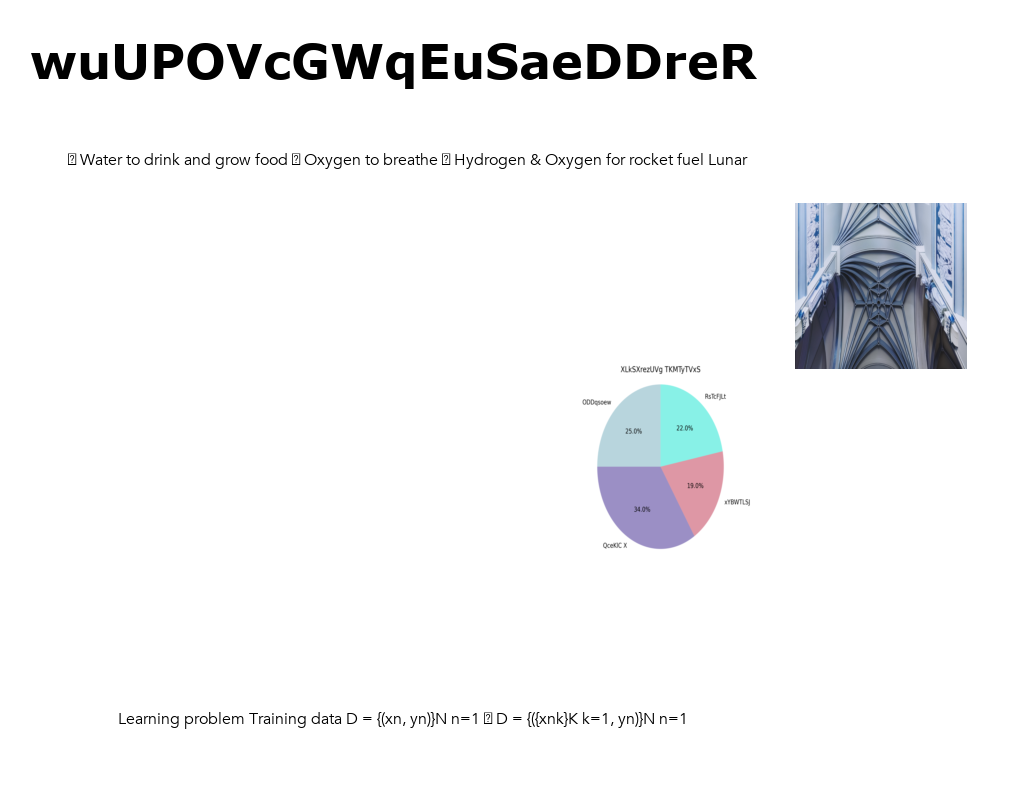 wuUPOVcGWqEuSaeDDreR
⍰ Water to drink and grow food ⍰ Oxygen to breathe ⍰ Hydrogen & Oxygen for rocket fuel Lunar
XLkSXrezUVg TKMTyTVxS
ODDqsoew
RsTcFJLt
25.0%
22.0%
19.0%
xYBWTLSJ
34.0%
QceKlC X
Learning problem Training data D = {(xn, yn)}N n=1 ⍰ D = {({xnk}K k=1, yn)}N n=1